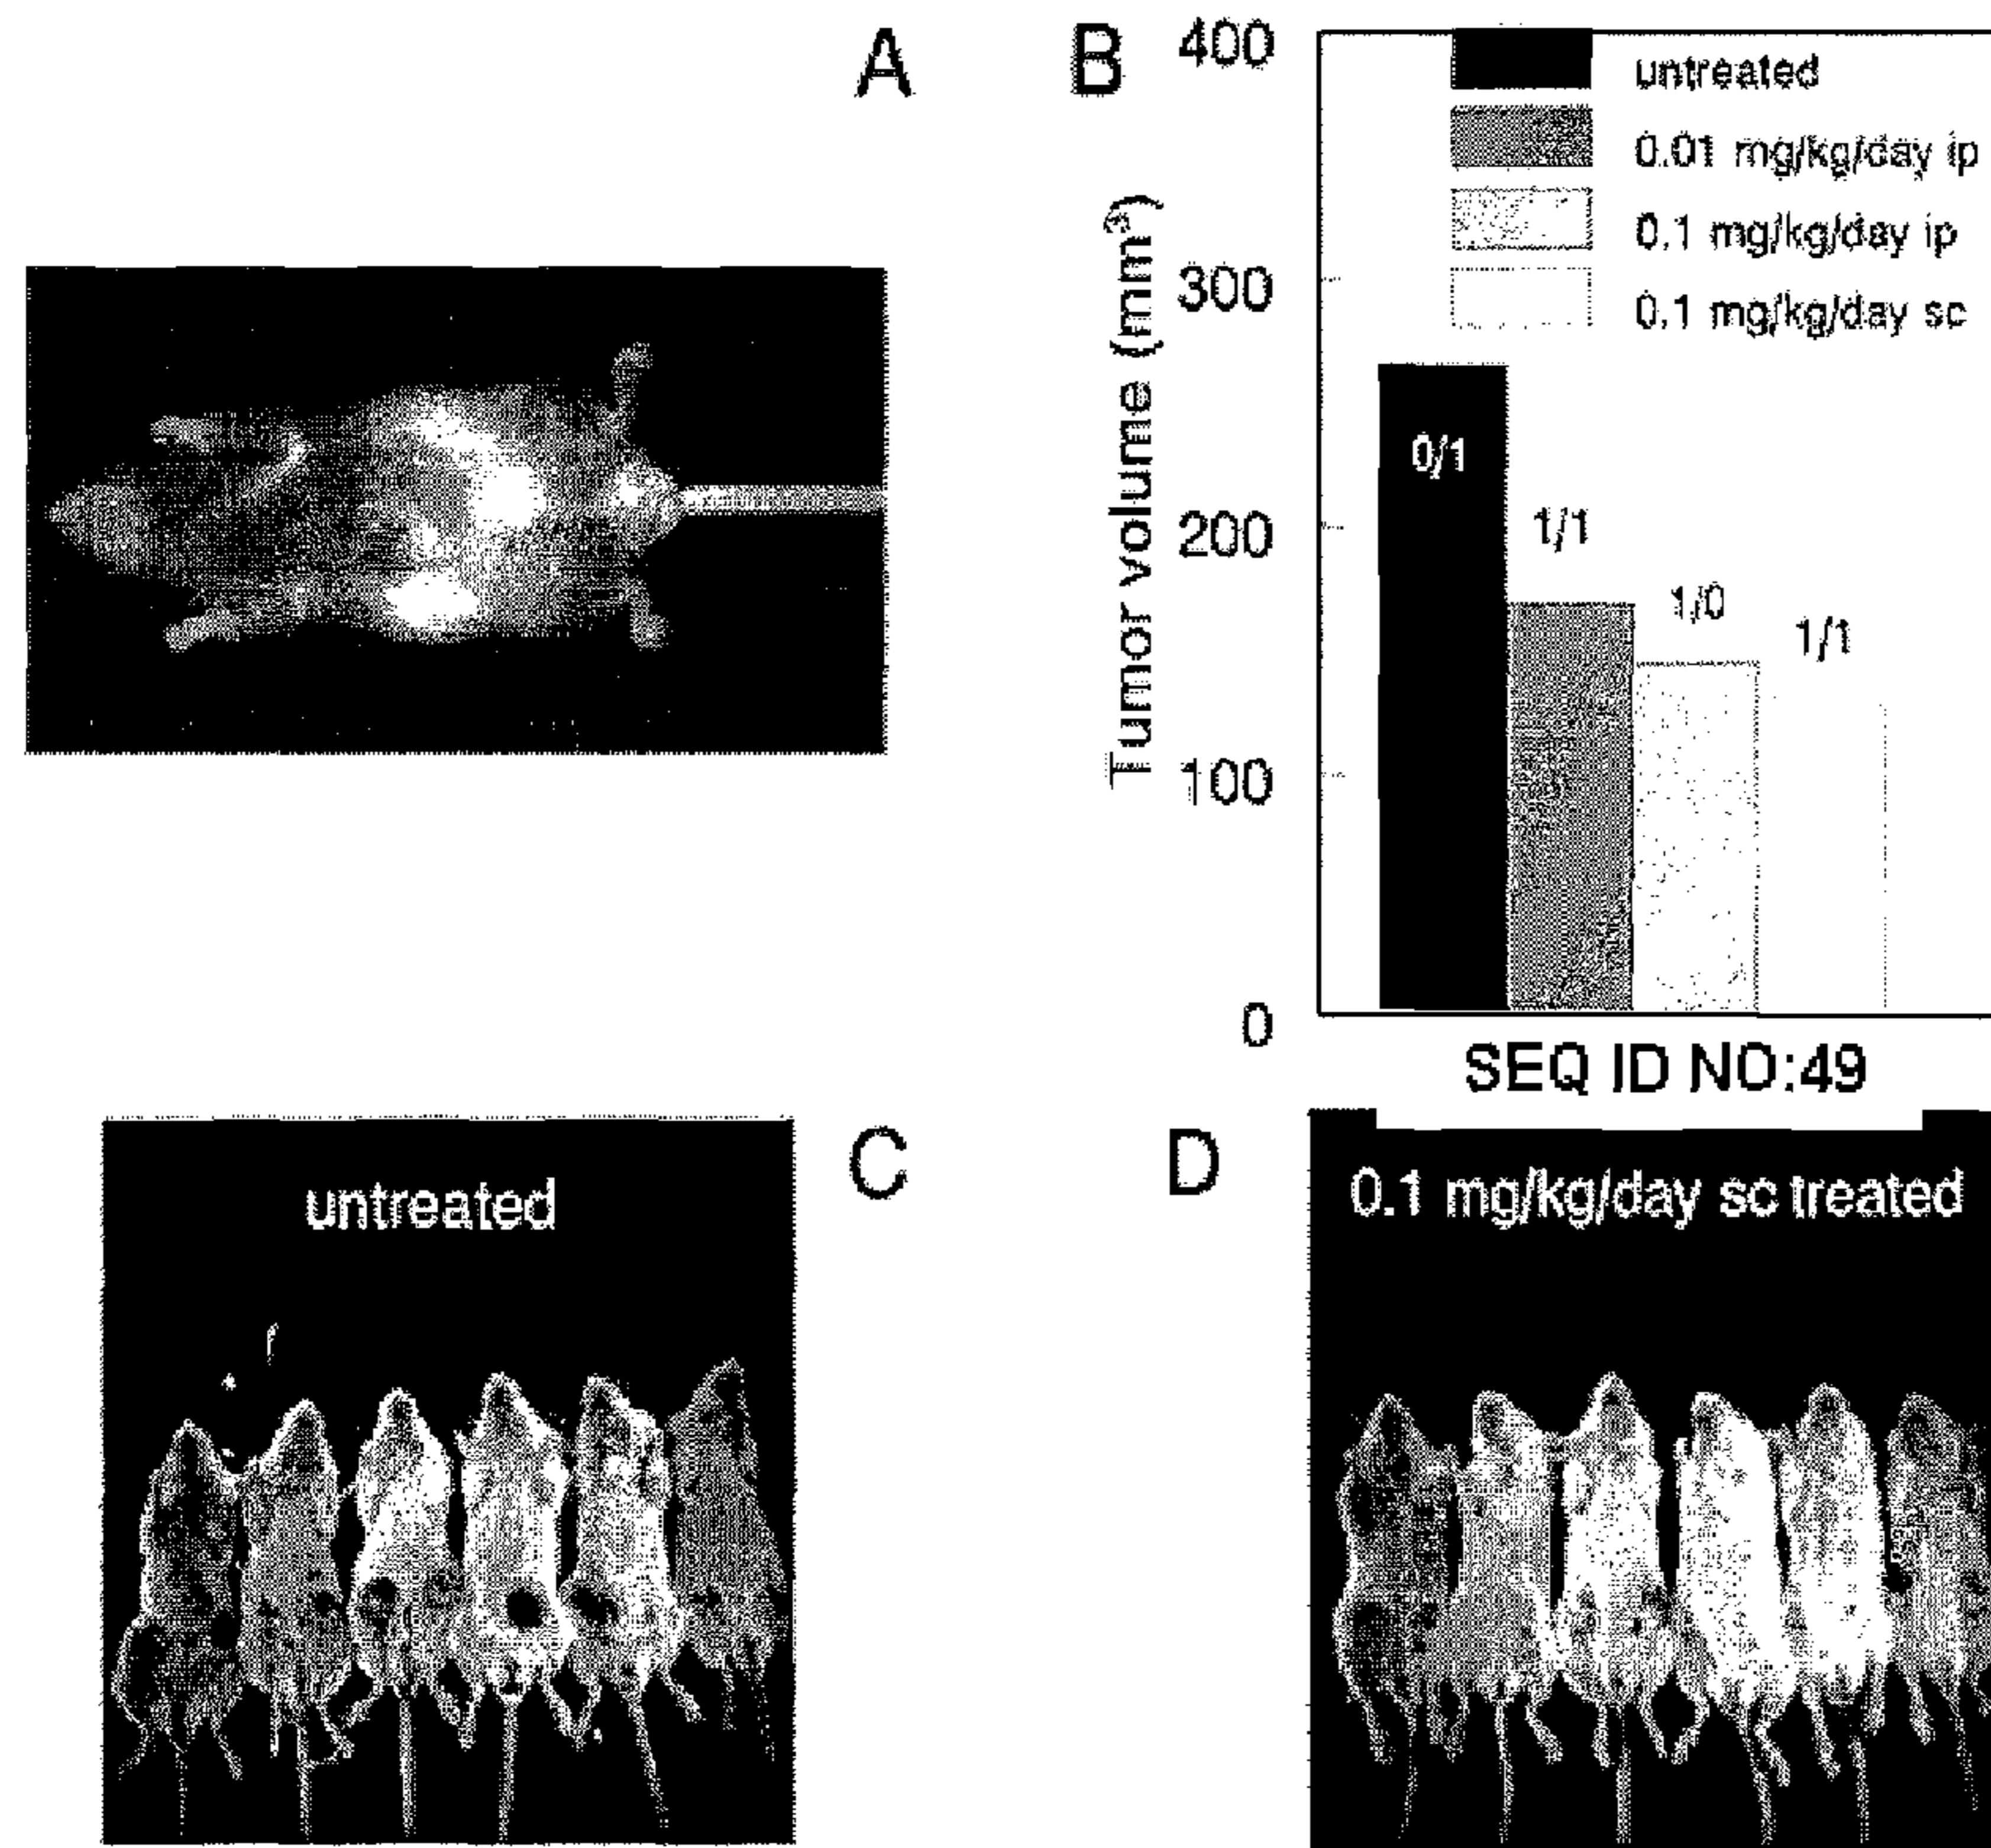 A
B
400
untreated
0.01 mg/kg/day ip
0.1 mg/kg/day ip
0.1 mg/kg/day sc
300
200
100
0
Tumor volume (mm³)
0/1
1/1
1/0
1/1
SEQ ID NO:49
C
untreated
D
0.1 mg/kg/day sc treated